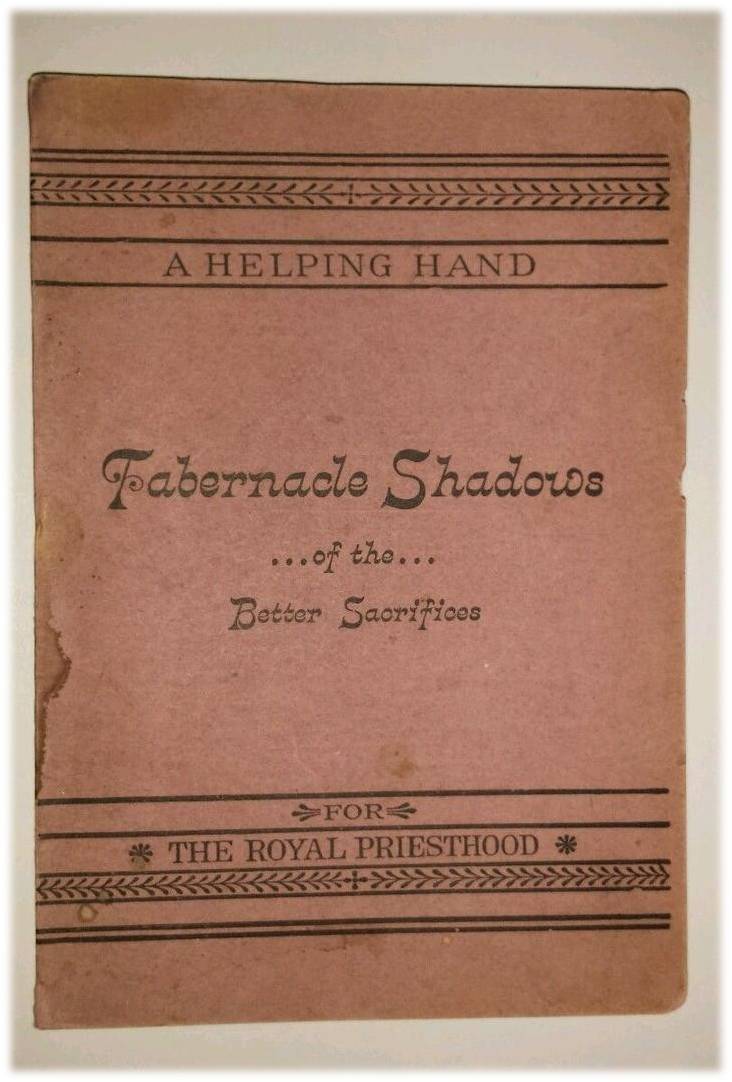 A HELPING HAND
Tabernacle Shadows
...of the...
Better Sacrifices
FOR
THE ROYAL PRIESTHOOD